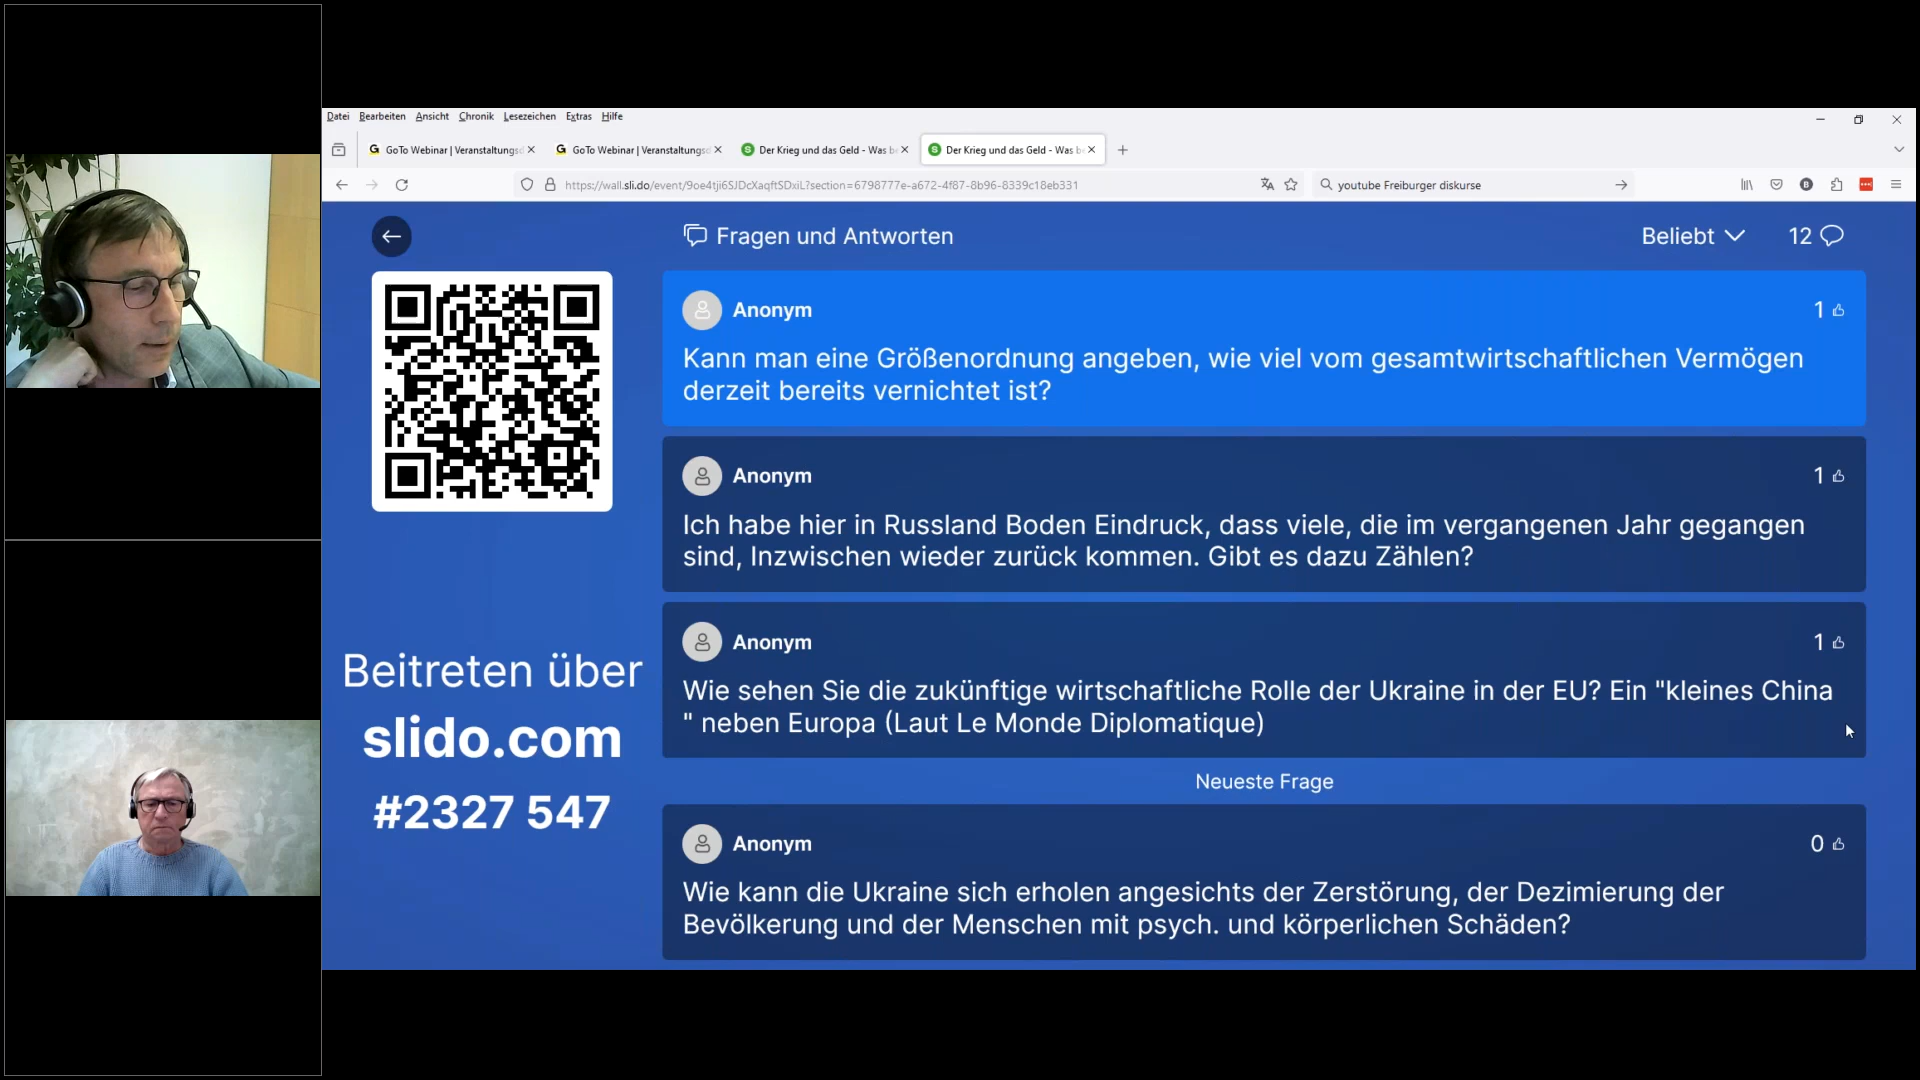 Datei Bearbeiten Ansicht Chronik Lesezeichen Extras Hilfe
GoTo Webinar | Veranstaltungsd
GoTo Webinar | Veranstaltungsd
Der Krieg und das Geld - Was b
Der Krieg und das Geld - Was b
https://wall.sli.do/event/9oe4tji6SJDcXaqftSDxiL?section=6798777e-a672-4f87-8b96-8339c18eb331
youtube Freiburger diskurse
Fragen und Antworten
Beliebt
12
Anonym
1
Kann man eine Größenordnung angeben, wie viel vom gesamtwirtschaftlichen Vermögen
derzeit bereits vernichtet ist?
Anonym
1
Ich habe hier in Russland Boden Eindruck, dass viele, die im vergangenen Jahr gegangen
sind, Inzwischen wieder zurück kommen. Gibt es dazu Zählen?
Anonym
1
Wie sehen Sie die zukünftige wirtschaftliche Rolle der Ukraine in der EU? Ein "kleines China
" neben Europa (Laut Le Monde Diplomatique)
Neueste Frage
Anonym
0
Wie kann die Ukraine sich erholen angesichts der Zerstörung, der Dezimierung der
Bevölkerung und der Menschen mit psych. und körperlichen Schäden?
Beitreten über
slido.com
#2327 547